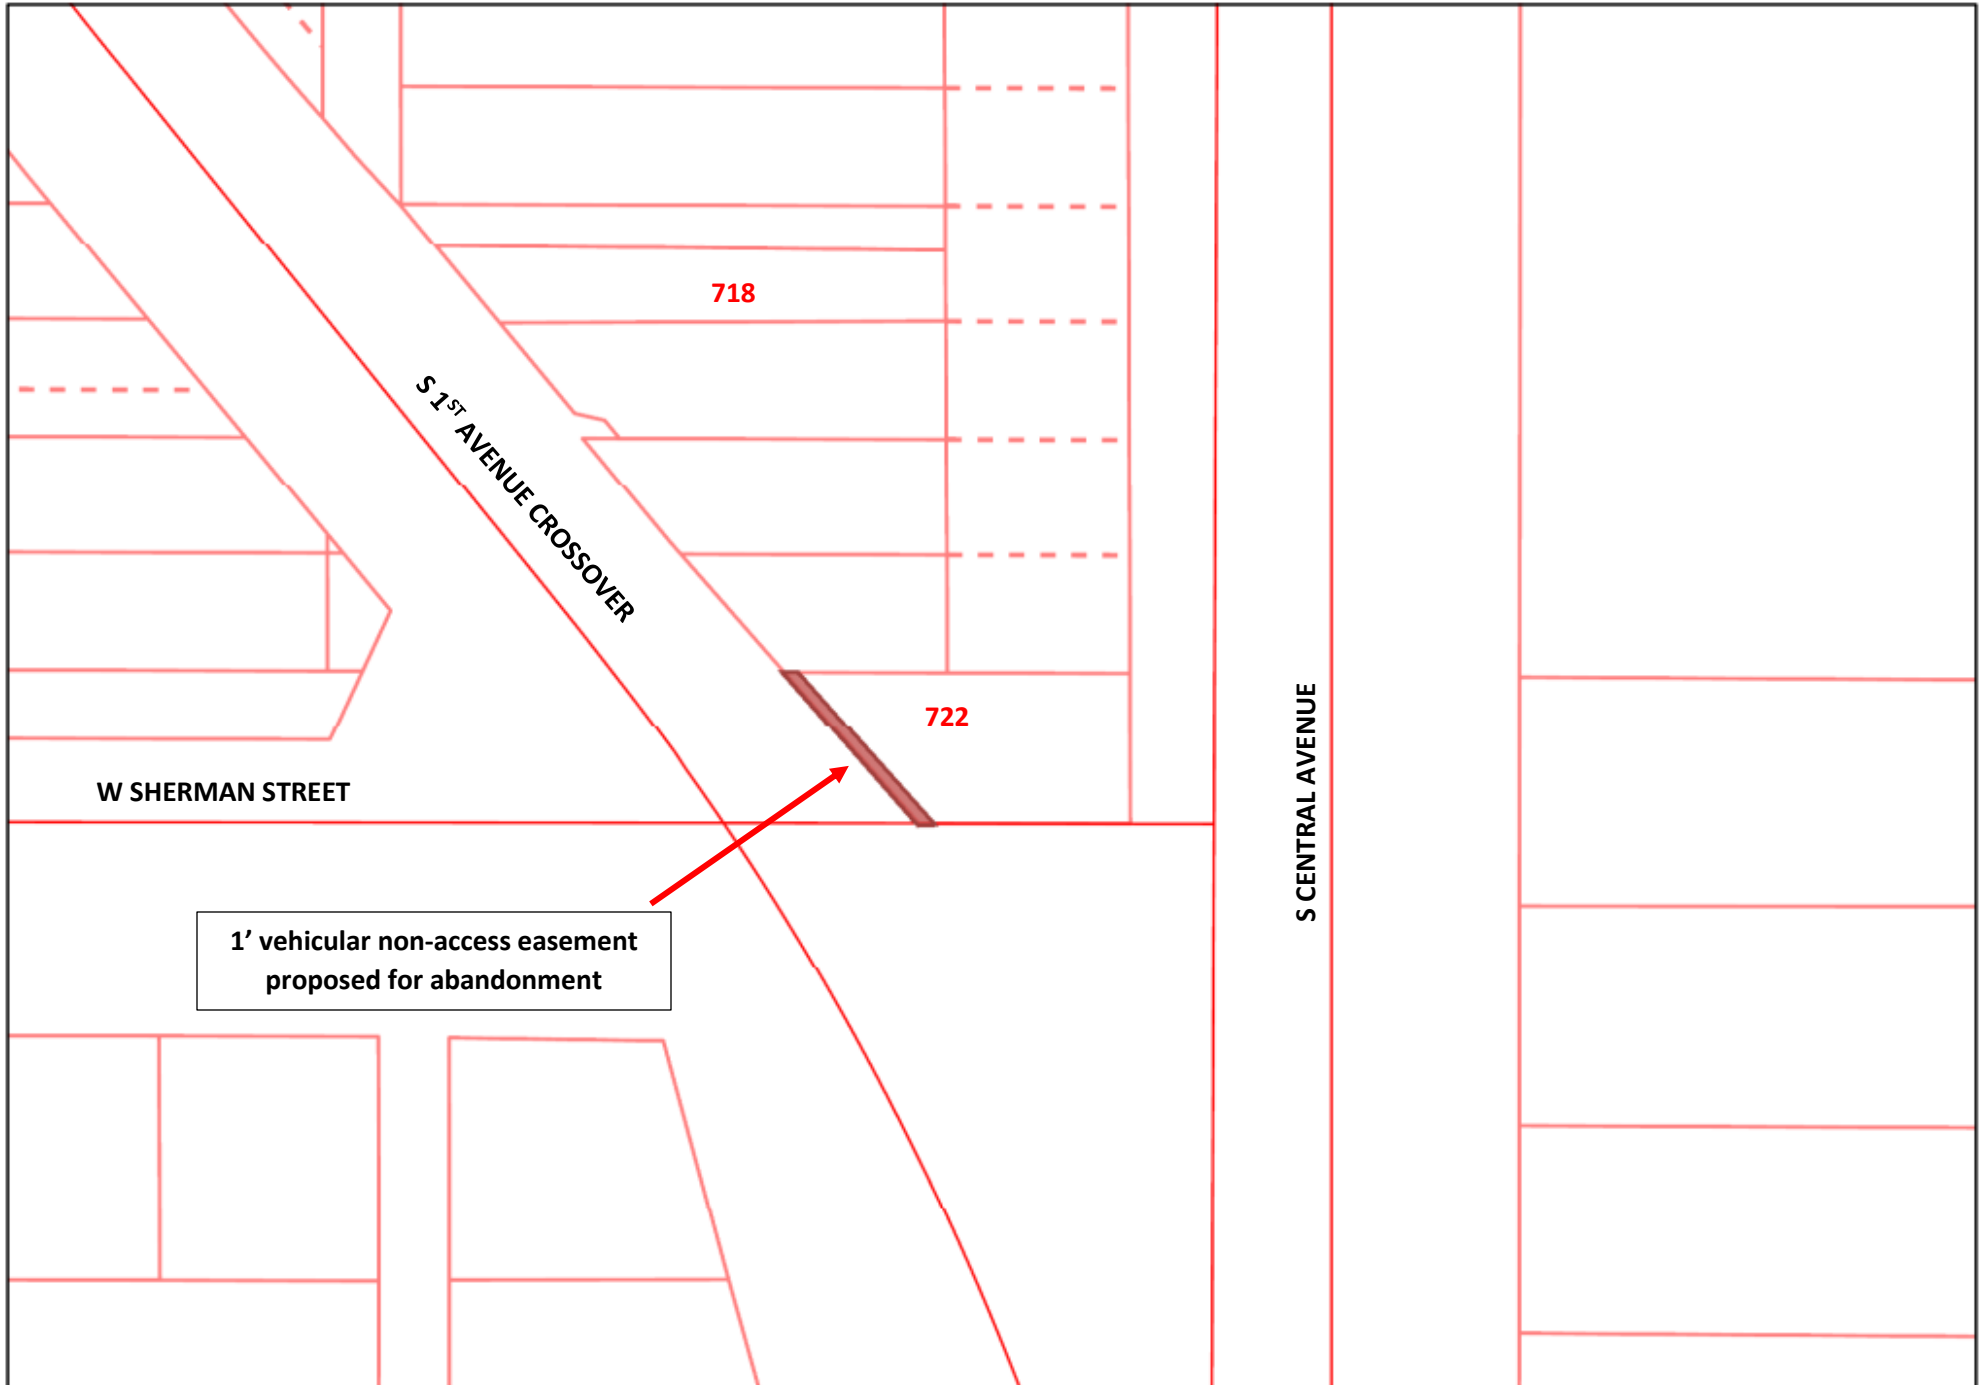 718
S 1ST AVENUE CROSSOVER
722
S CENTRAL AVENUE
W SHERMAN STREET
1’ vehicular non-access easement
proposed for abandonment